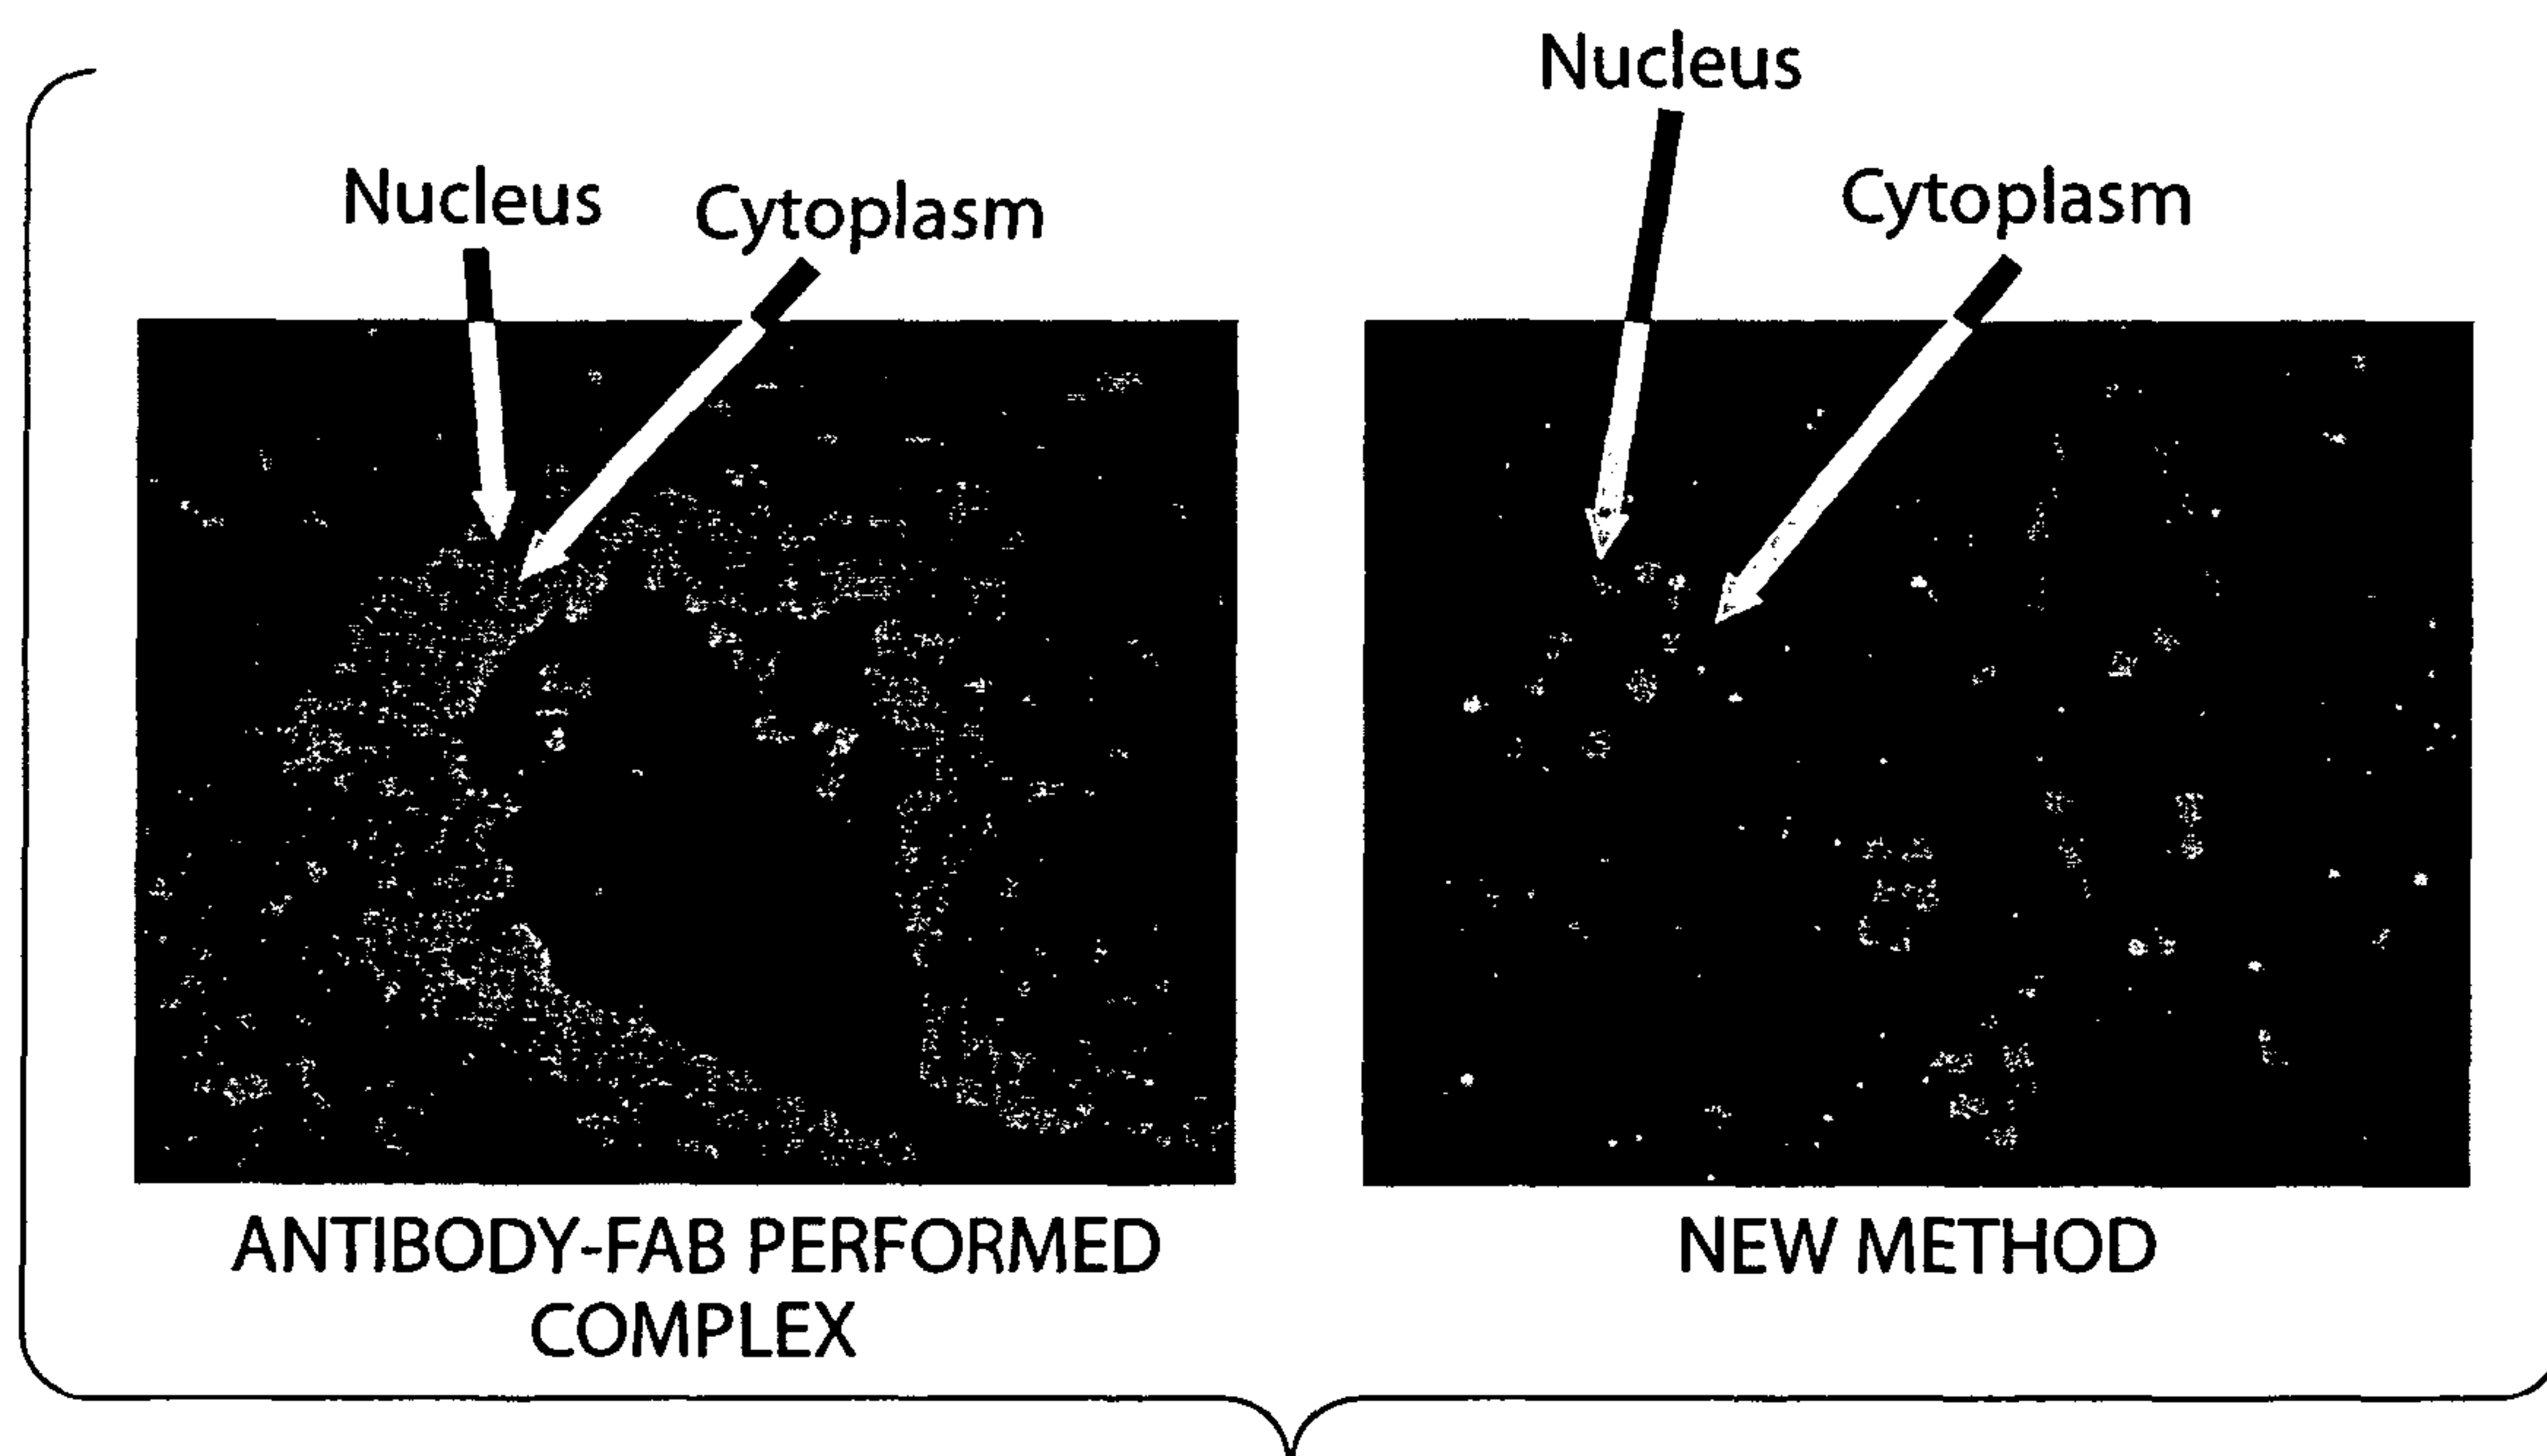 Nucleus
Cytoplasm
Nucleus
Cytoplasm
ANTIBODY-FAB PERFORMED
COMPLEX
NEW METHOD